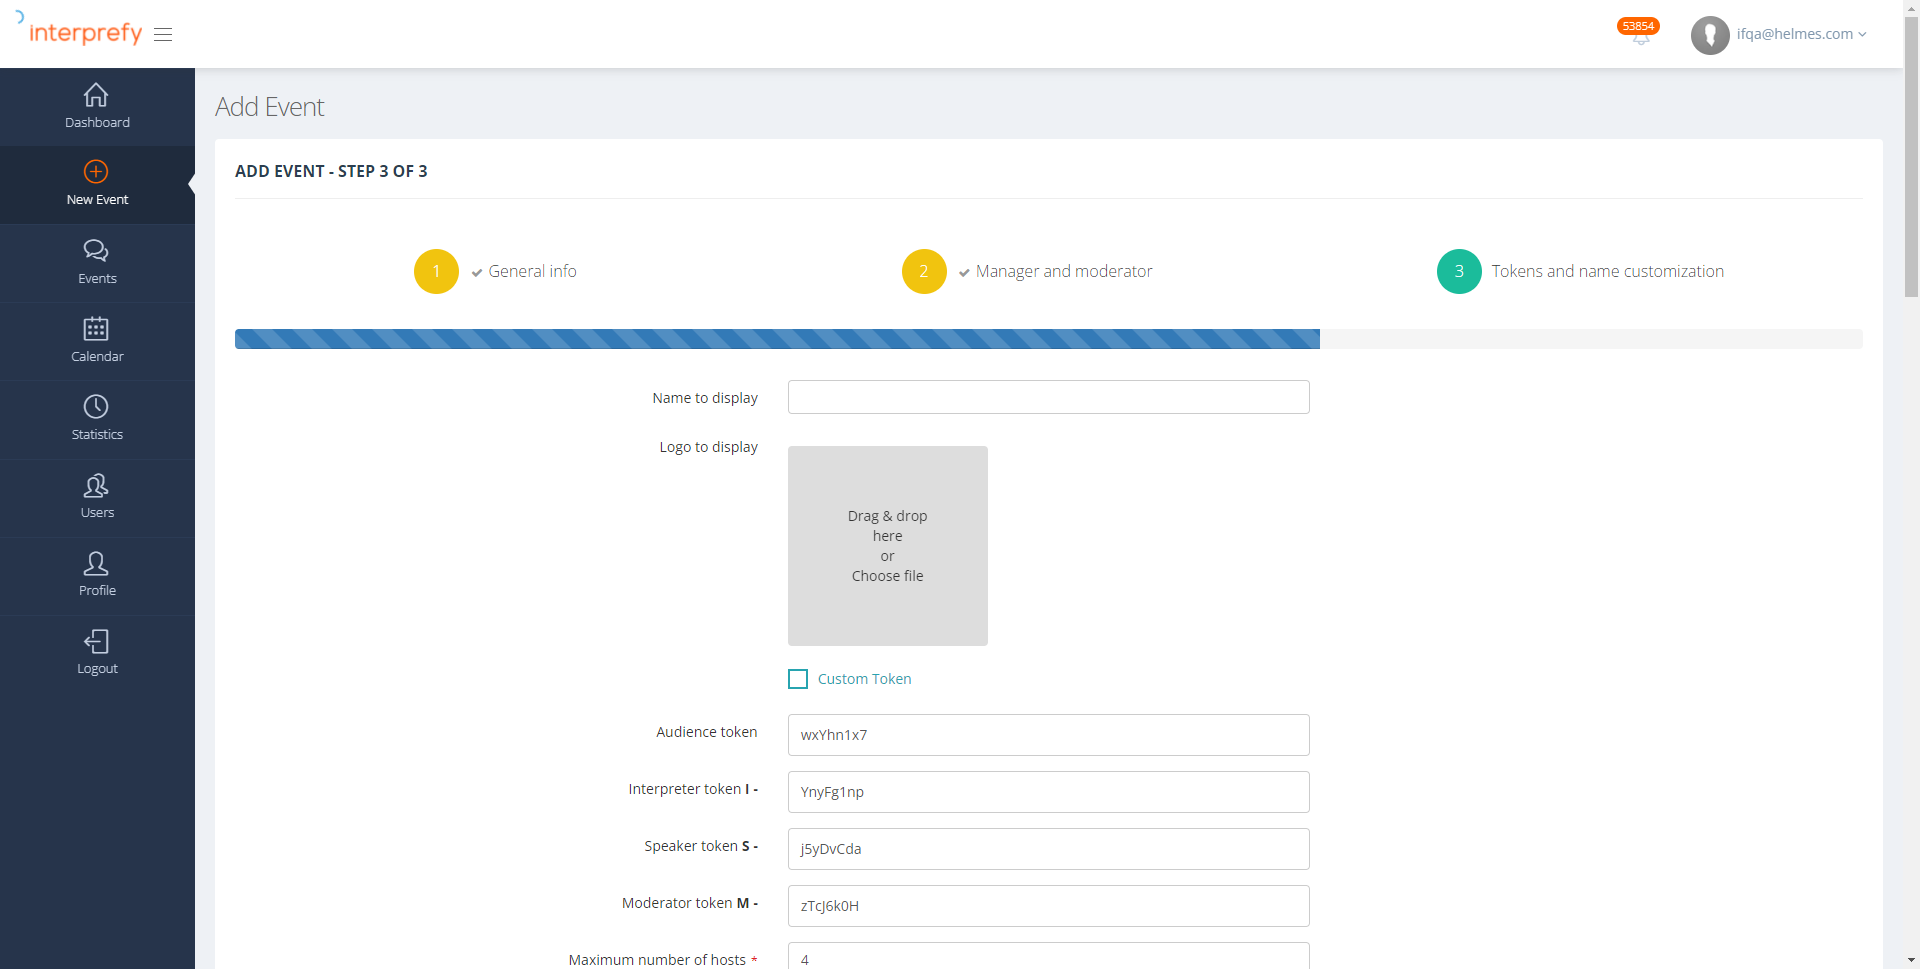 interprefy
53854
ifqa@helmes.com
Dashboard
New Event
Events
Calendar
Statistics
Users
Profile
Logout
Add Event
ADD EVENT - STEP 3 OF 3
1 General info
2 Manager and moderator
3 Tokens and name customization
Name to display
Logo to display
Drag & drop
here
or
Choose file
Custom Token
Audience token wxYhn1x7
Interpreter token I - YnyFg1np
Speaker token S - j5yDvCda
Moderator token M - zTcJ6k0H
Maximum number of hosts * 4